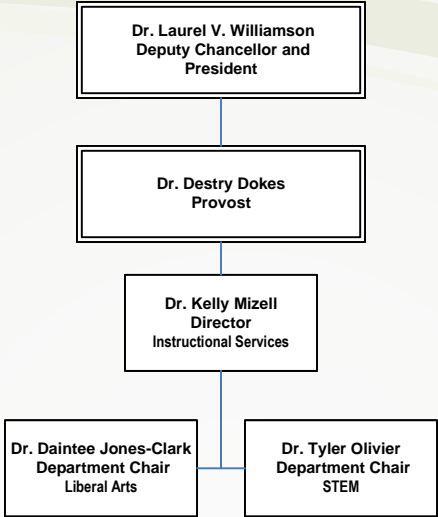 Dr. Laurel V. Williamson
Deputy Chancellor and
President
Dr. Destry Dokes
Provost
Dr. Kelly Mizell
Director
Instructional Services
Dr. Daintee Jones-Clark
Department Chair
Liberal Arts
Dr. Tyler Olivier
Department Chair
STEM